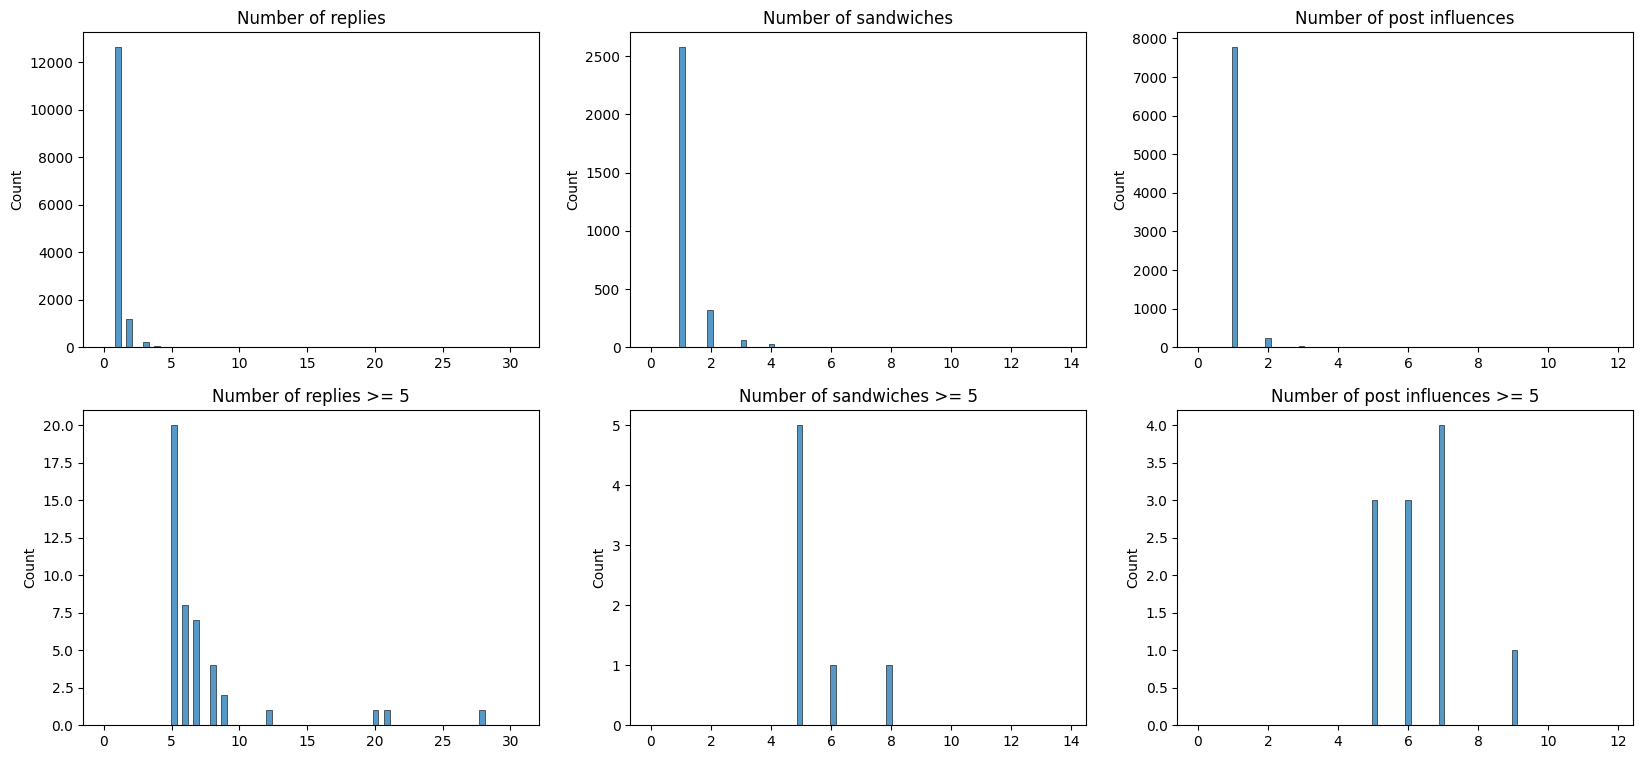 Number of replies
Number of sandwiches
Number of post influences
Count
12000
10000
8000
6000
4000
2000
0
0 5 10 15 20 25 30
Count
2500
2000
1500
1000
500
0
0 2 4 6 8 10 12 14
Count
8000
7000
6000
5000
4000
3000
2000
1000
0
0 2 4 6 8 10 12
Number of replies >= 5
Number of sandwiches >= 5
Number of post influences >= 5
Count
20.0
17.5
15.0
12.5
10.0
7.5
5.0
2.5
0.0
0 5 10 15 20 25 30
Count
5
4
3
2
1
0
0 2 4 6 8 10 12 14
Count
4.0
3.5
3.0
2.5
2.0
1.5
1.0
0.5
0.0
0 2 4 6 8 10 12